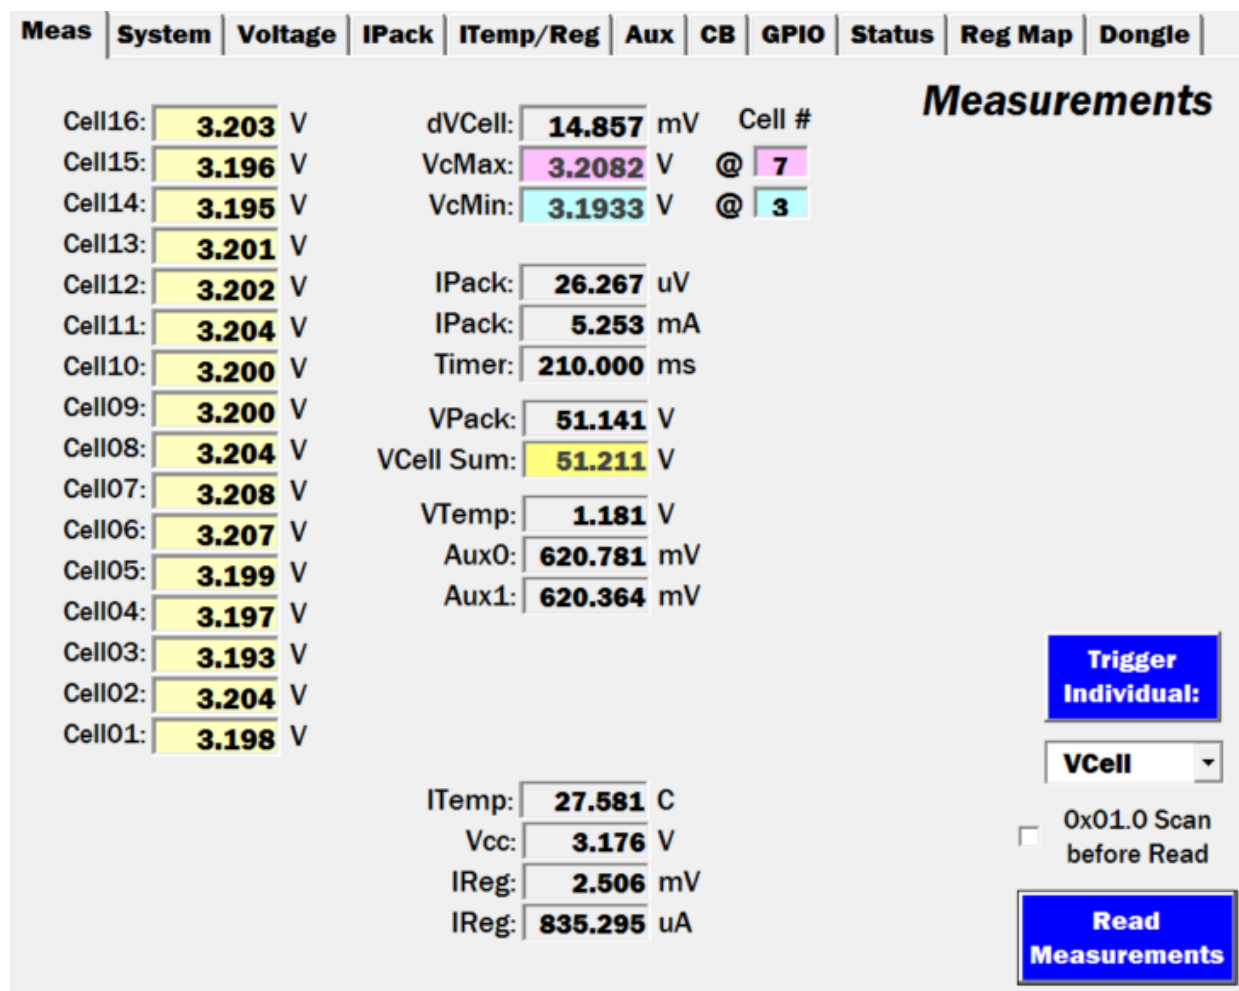 Meas System Voltage IPack ITemp/Reg Aux CB GPIO Status Reg Map Dongle
Measurements
Cell16: 3.203 V
Cell15: 3.196 V
Cell14: 3.195 V
Cell13: 3.201 V
Cell12: 3.202 V
Cell11: 3.204 V
Cell10: 3.200 V
Cell09: 3.200 V
Cell08: 3.204 V
Cell07: 3.208 V
Cell06: 3.207 V
Cell05: 3.199 V
Cell04: 3.197 V
Cell03: 3.193 V
Cell02: 3.204 V
Cell01: 3.198 V
dVCell: 14.857 mV Cell #
VcMax: 3.2082 V @ 7
VcMin: 3.1933 V @ 3
IPack: 26.267 uV
IPack: 5.253 mA
Timer: 210.000 ms
VPack: 51.141 V
VCell Sum: 51.211 V
VTemp: 1.181 V
Aux0: 620.781 mV
Aux1: 620.364 mV
ITemp: 27.581 C
Vcc: 3.176 V
IReg: 2.506 mV
IReg: 835.295 uA
Trigger
Individual:
VCell
0x01.0 Scan
before Read
Read
Measurements